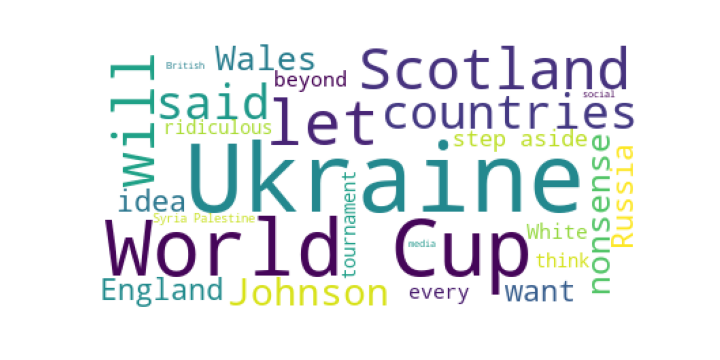 British
Wales
Scotland
will
beyond
social
said
let
countries
ridiculous
step aside
Ukraine
nonsense
Russia
idea
tournament
Syria Palestine
World Cup
White
media
think
England
Johnson
every
want